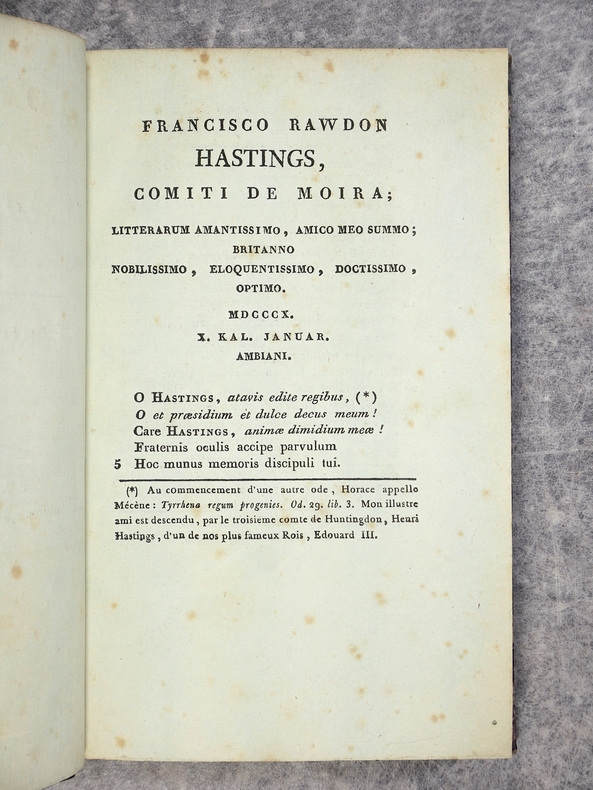 FRANCISCO RAWDON
HASTINGS,
COMITI DE MOIRA;
LITTERARUM AMANTISSIMO, AMICO MEO SUMMO;
BRITANNO
NOBILISSIMO, ELOQUENTISSIMO, DOCTISSIMO,
OPTIMO.
MDCCCX.
X. KAL. JANUAR.
AMBIANI.
O HASTINGS, atavis edite regibus, (*)
O et præsidium et dulce decus meum!
Care HASTINGS, animæ dimidium meæ!
Fraternis oculis accipe parvulum
5 Hoc munus memoris discipuli tui.
(*) Au commencement d'une autre ode, Horace appelle
Mécène: Tyrrhena regum progenies. Od. 29. lib. 3. Mon illustre
ami est descendu, par le troisieme comte de Huntingdon, Henri
Hastings, d'un de nos plus fameux Rois, Edouard III.